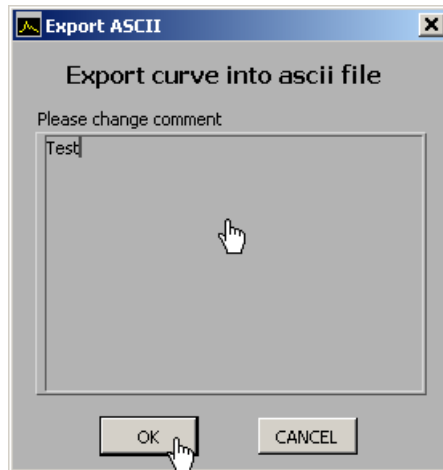 Export ASCII
Export curve into ascii file
Please change comment
Test
OK
CANCEL